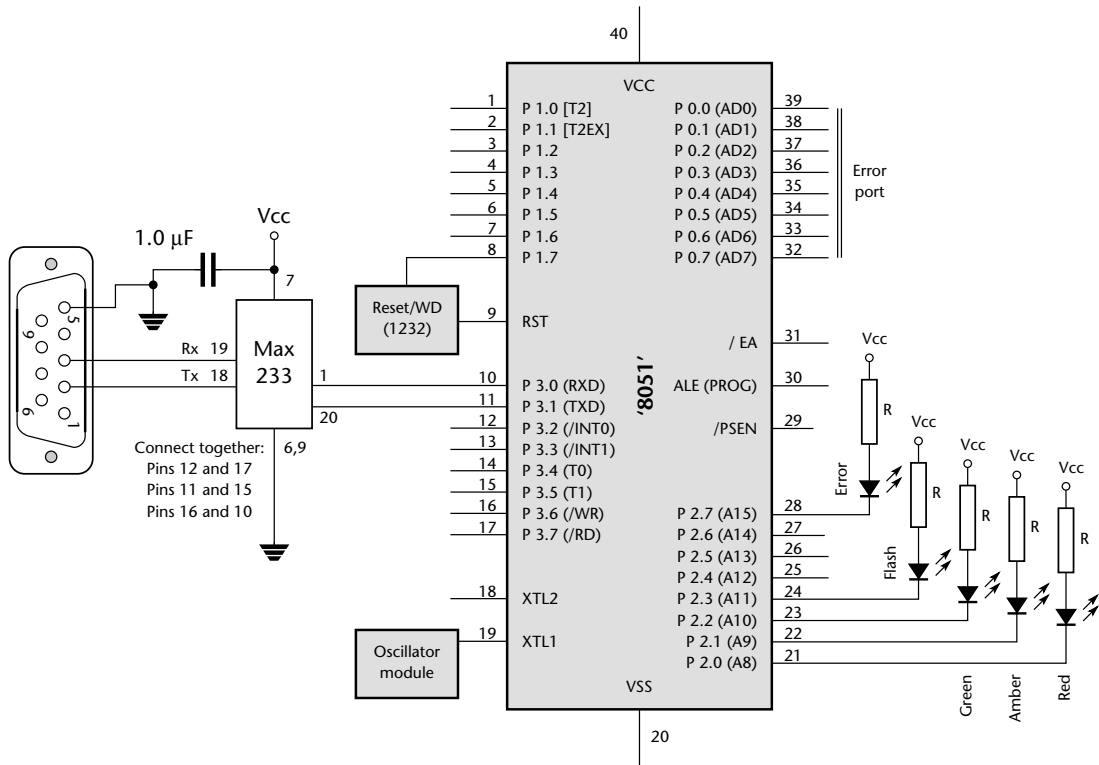 40
VCC
1 P 1.0 [T2]
2 P 1.1 [T2EX]
3 P 1.2
4 P 1.3
5 P 1.4
6 P 1.5
7 P 1.6
8 P 1.7
9 RST
10 P 3.0 (RXD)
11 P 3.1 (TXD)
12 P 3.2 (/INT0)
13 P 3.3 (/INT1)
14 P 3.4 (T0)
15 P 3.5 (T1)
16 P 3.6 (/WR)
17 P 3.7 (/RD)
18 XTL2
19 XTL1
'8051'
P 0.0 (AD0) 39
P 0.1 (AD1) 38
P 0.2 (AD2) 37
P 0.3 (AD3) 36
P 0.4 (AD4) 35
P 0.5 (AD5) 34
P 0.6 (AD6) 33
P 0.7 (AD7) 32
/ EA 31
ALE (PROG) 30
/PSEN 29
P 2.7 (A15) 28
P 2.6 (A14) 27
P 2.5 (A13) 26
P 2.4 (A12) 25
P 2.3 (A11) 24
P 2.2 (A10) 23
P 2.1 (A9) 22
P 2.0 (A8) 21
VSS
20
Error
port
Vcc
1.0 µF
7
5
9
6
1
Rx 19
Tx 18
Max
233
1
20
6,9
Connect together:
Pins 12 and 17
Pins 11 and 15
Pins 16 and 10
Reset/WD
(1232)
Oscillator
module
Vcc
R
Error
Vcc
R
Flash
Vcc
R
Green
Vcc
R
Amber
Vcc
R
Red